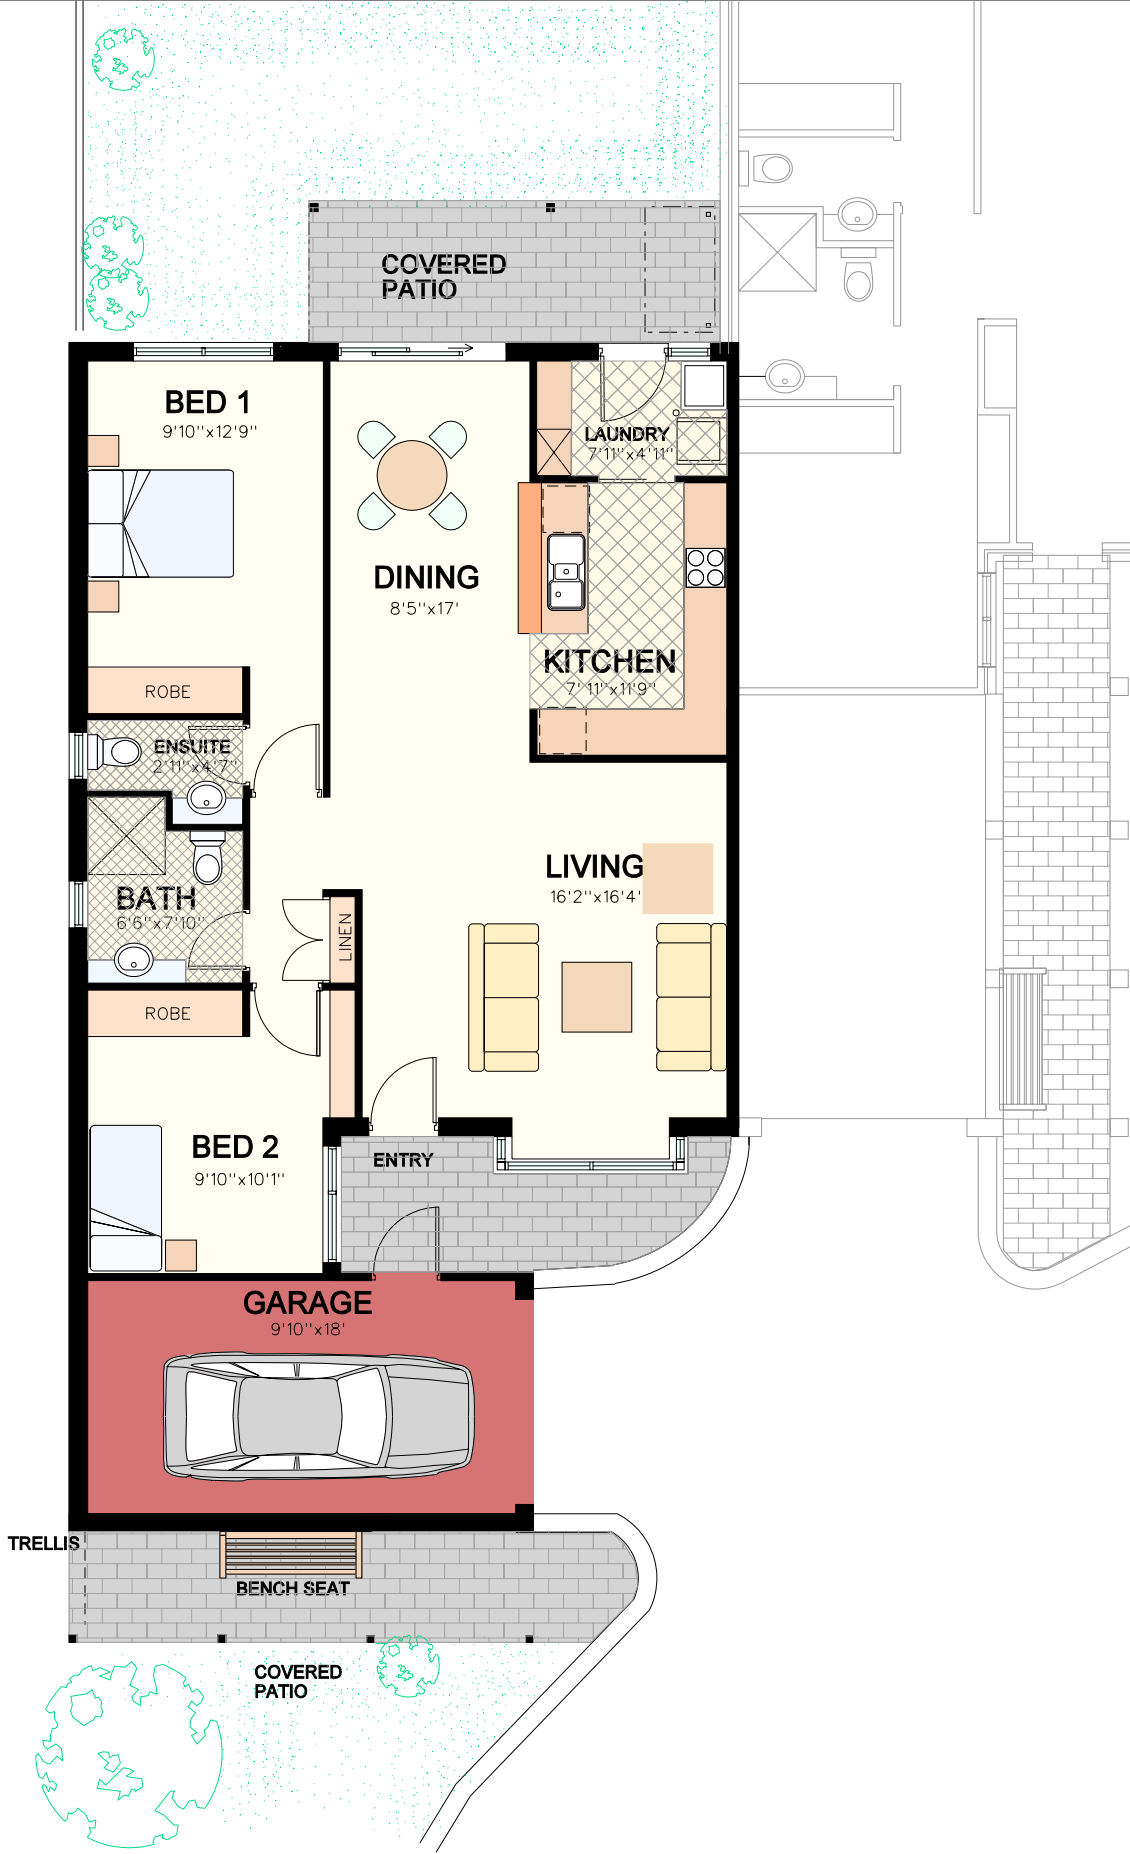 COVERED
PATIO
BED 1
9'10"x12'9"
LAUNDRY
7'11"x4'11"
DINING
8'5"x17'
KITCHEN
7'11"x11'9"
ROBE
ENSUITE
2'11"x4'7"
LIVING
16'2"x16'4'
BATH
6'6"x7'10"
LINEN
ROBE
BED 2
9'10"x10'1"
ENTRY
GARAGE
9'10"x18'
TRELLIS
BENCH SEAT
COVERED
PATIO